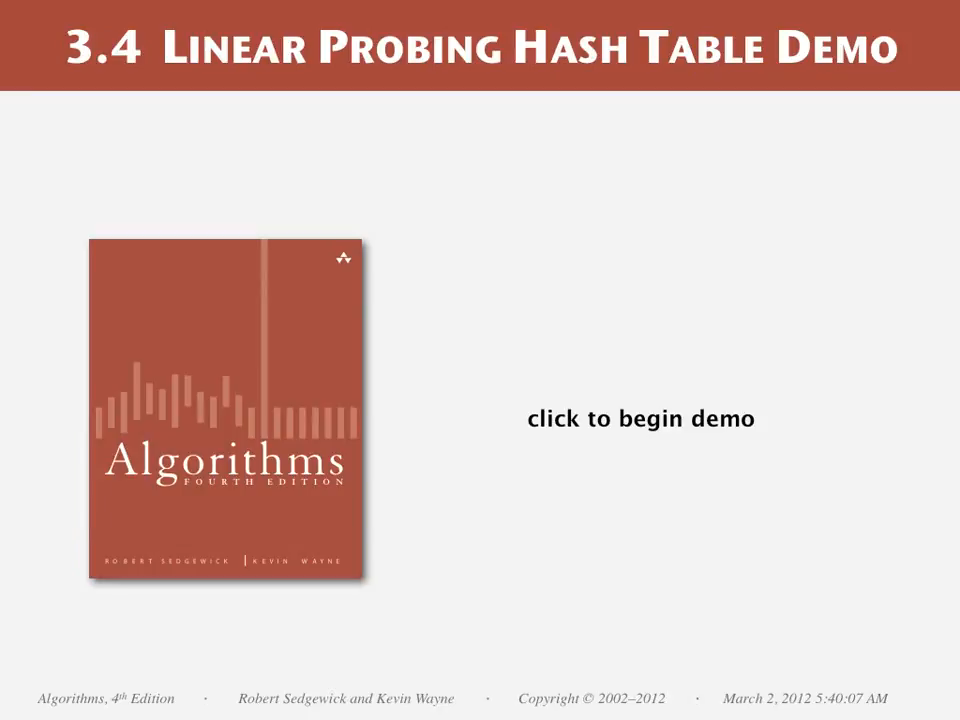 3.4 LINEAR PROBING HASH TABLE DEMO
Algorithms
FOURTH EDITION
ROBERT SEDGEWICK | KEVIN WAYNE
click to begin demo
Algorithms, 4th Edition · Robert Sedgewick and Kevin Wayne · Copyright © 2002–2012 · March 2, 2012 5:40:07 AM